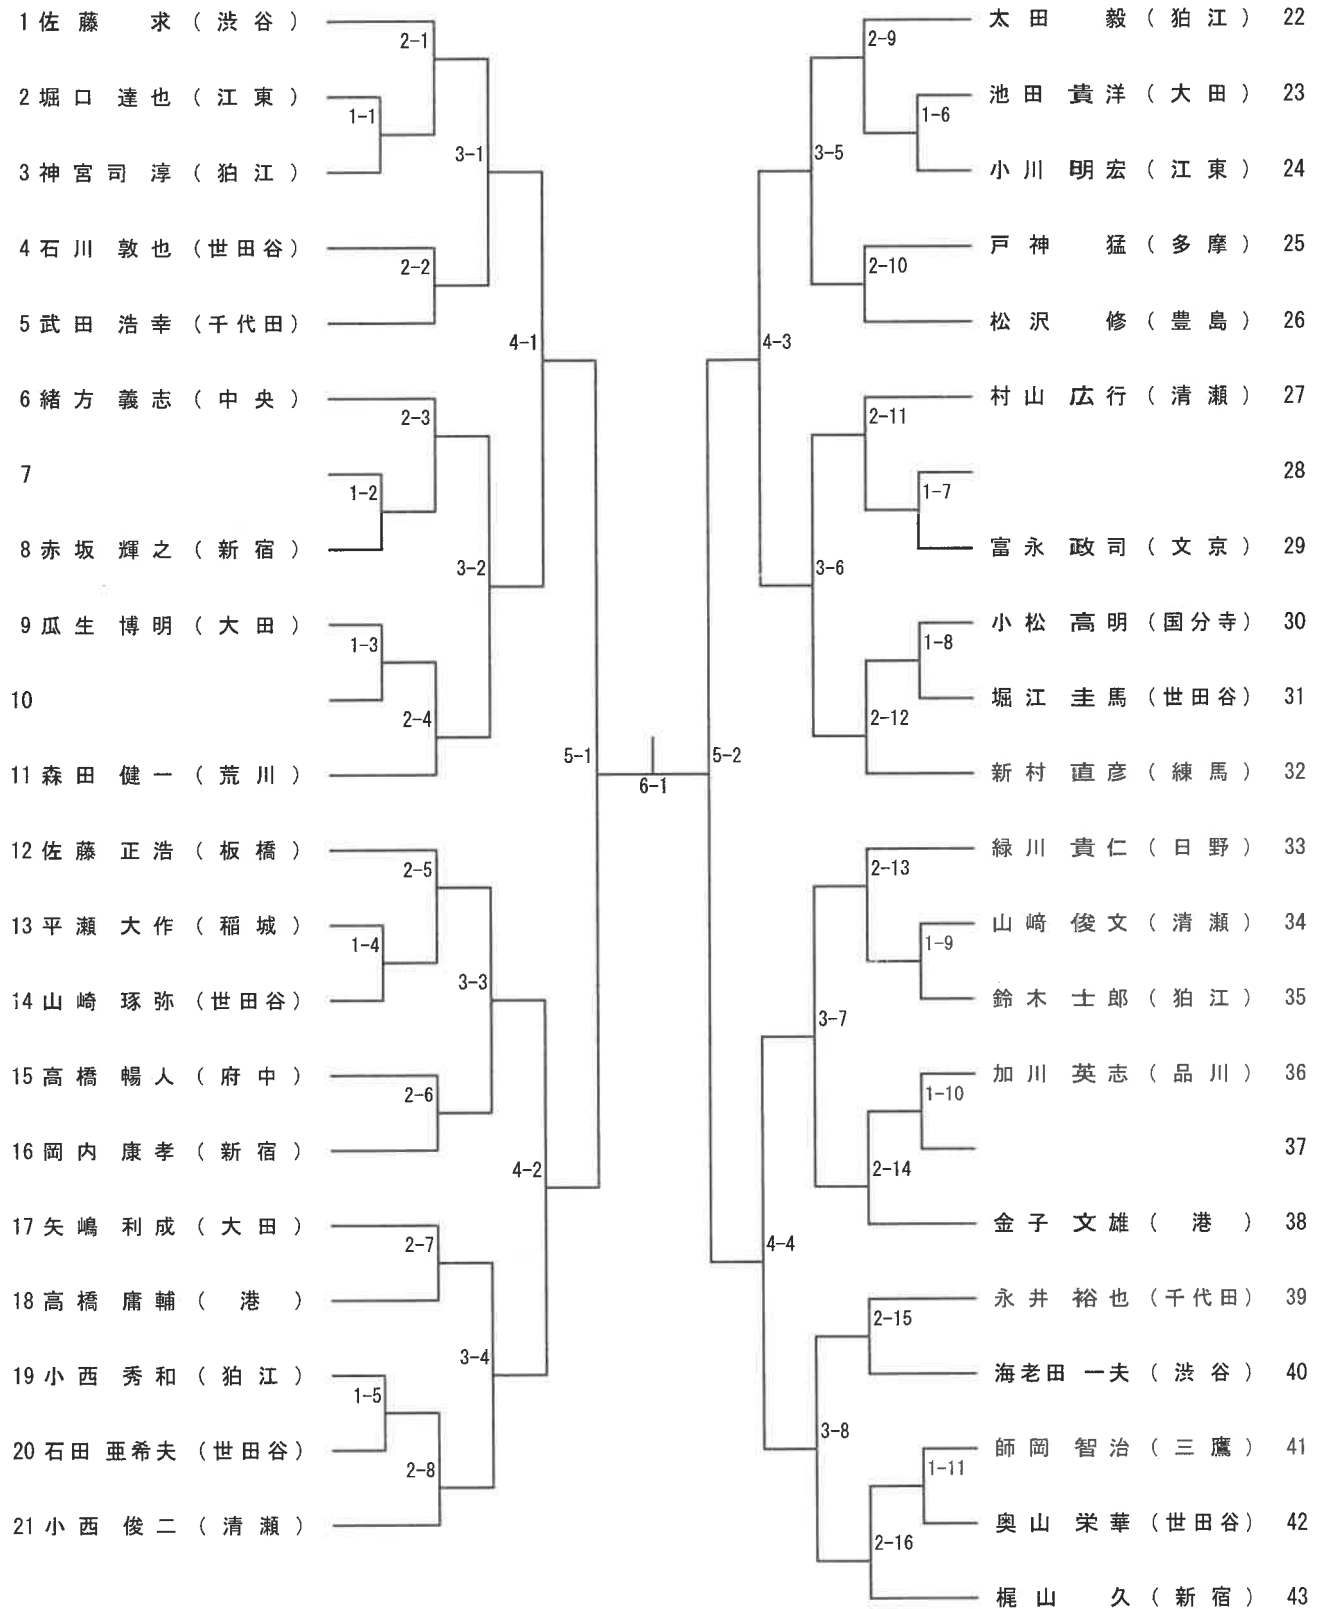 1 佐藤 求 (渋谷)
2 堀口 達也 (江東)
3 神宮司 淳 (狛江)
4 石川 敦也 (世田谷)
5 武田 浩幸 (千代田)
6 緒方 義志 (中央)
7
8 赤坂 輝之 (新宿)
9 瓜生 博明 (大田)
10
11 森田 健一 (荒川)
12 佐藤 正浩 (板橋)
13 平瀬 大作 (稲城)
14 山崎 琢弥 (世田谷)
15 高橋 暢人 (府中)
16 岡内 康孝 (新宿)
17 矢嶋 利成 (大田)
18 高橋 庸輔 (港)
19 小西 秀和 (狛江)
20 石田 亜希夫 (世田谷)
21 小西 俊二 (清瀬)
2-1
1-1
3-1
2-2
4-1
2-3
1-2
3-2
1-3
2-4
5-1
2-5
1-4
3-3
2-6
4-2
2-7
3-4
1-5
2-8
6-1
2-9
1-6
3-5
2-10
4-3
2-11
1-7
3-6
1-8
2-12
5-2
2-13
1-9
3-7
1-10
2-14
4-4
2-15
3-8
1-11
2-16
太田 毅 (狛江) 22
池田 貴洋 (大田) 23
小川 明宏 (江東) 24
戸神 猛 (多摩) 25
松沢 修 (豊島) 26
村山 広行 (清瀬) 27
28
富永 政司 (文京) 29
小松 高明 (国分寺) 30
堀江 圭馬 (世田谷) 31
新村 直彦 (練馬) 32
緑川 貴仁 (日野) 33
山﨑 俊文 (清瀬) 34
鈴木 士郎 (狛江) 35
加川 英志 (品川) 36
37
金子 文雄 (港) 38
永井 裕也 (千代田) 39
海老田 一夫 (渋谷) 40
師岡 智治 (三鷹) 41
奥山 栄華 (世田谷) 42
梶山 久 (新宿) 43